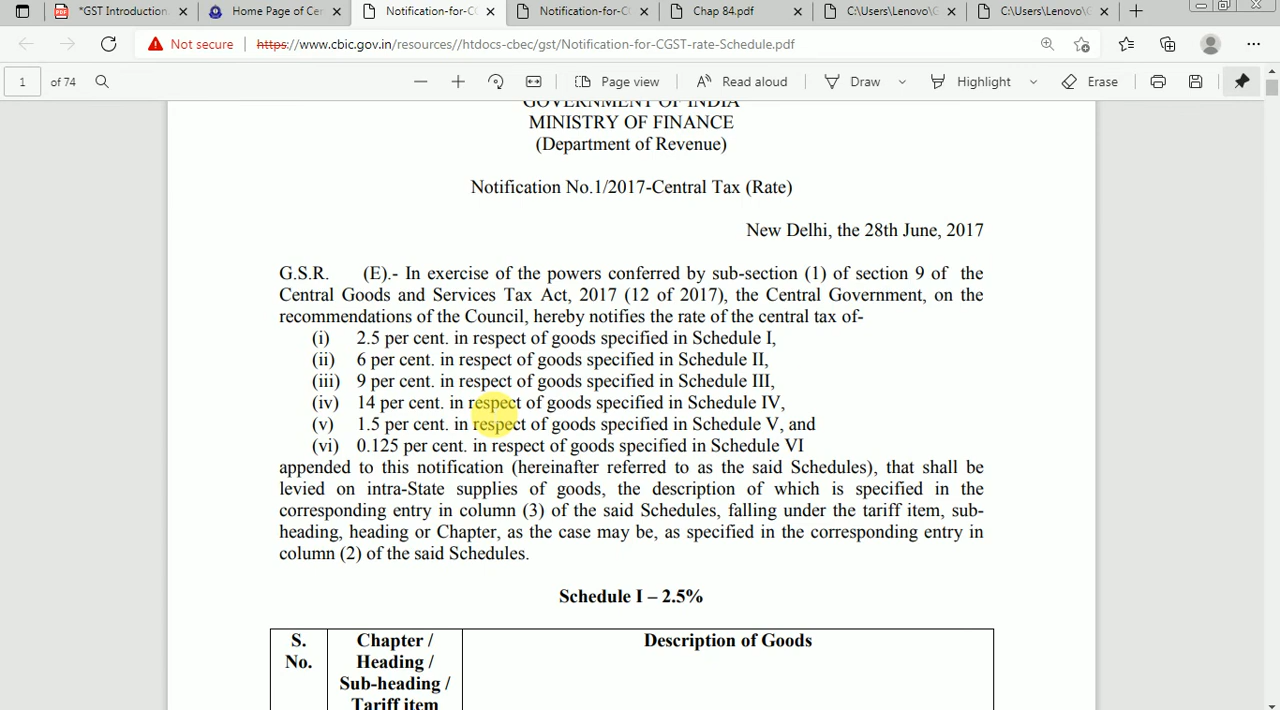 *GST Introduction.
Home Page of Ce
Notification-for-C
Notification-for-C
Chap 84.pdf
C:\Users\Lenovo\
C:\Users\Lenovo\
Not secure
https://www.cbic.gov.in/resources//htdocs-cbec/gst/Notification-for-CGST-rate-Schedule.pdf
1 of 74
Page view
Read aloud
Draw
Highlight
Erase
GOVERNMENT OF INDIA
MINISTRY OF FINANCE
(Department of Revenue)
Notification No.1/2017-Central Tax (Rate)
New Delhi, the 28th June, 2017
G.S.R. (E).- In exercise of the powers conferred by sub-section (1) of section 9 of the
Central Goods and Services Tax Act, 2017 (12 of 2017), the Central Government, on the
recommendations of the Council, hereby notifies the rate of the central tax of-
(i) 2.5 per cent. in respect of goods specified in Schedule I,
(ii) 6 per cent. in respect of goods specified in Schedule II,
(iii) 9 per cent. in respect of goods specified in Schedule III,
(iv) 14 per cent. in respect of goods specified in Schedule IV,
(v) 1.5 per cent. in respect of goods specified in Schedule V, and
(vi) 0.125 per cent. in respect of goods specified in Schedule VI
appended to this notification (hereinafter referred to as the said Schedules), that shall be
levied on intra-State supplies of goods, the description of which is specified in the
corresponding entry in column (3) of the said Schedules, falling under the tariff item, sub-
heading, heading or Chapter, as the case may be, as specified in the corresponding entry in
column (2) of the said Schedules.
Schedule I – 2.5%
S.
No.
Chapter /
Heading /
Sub-heading /
Tariff item
Description of Goods